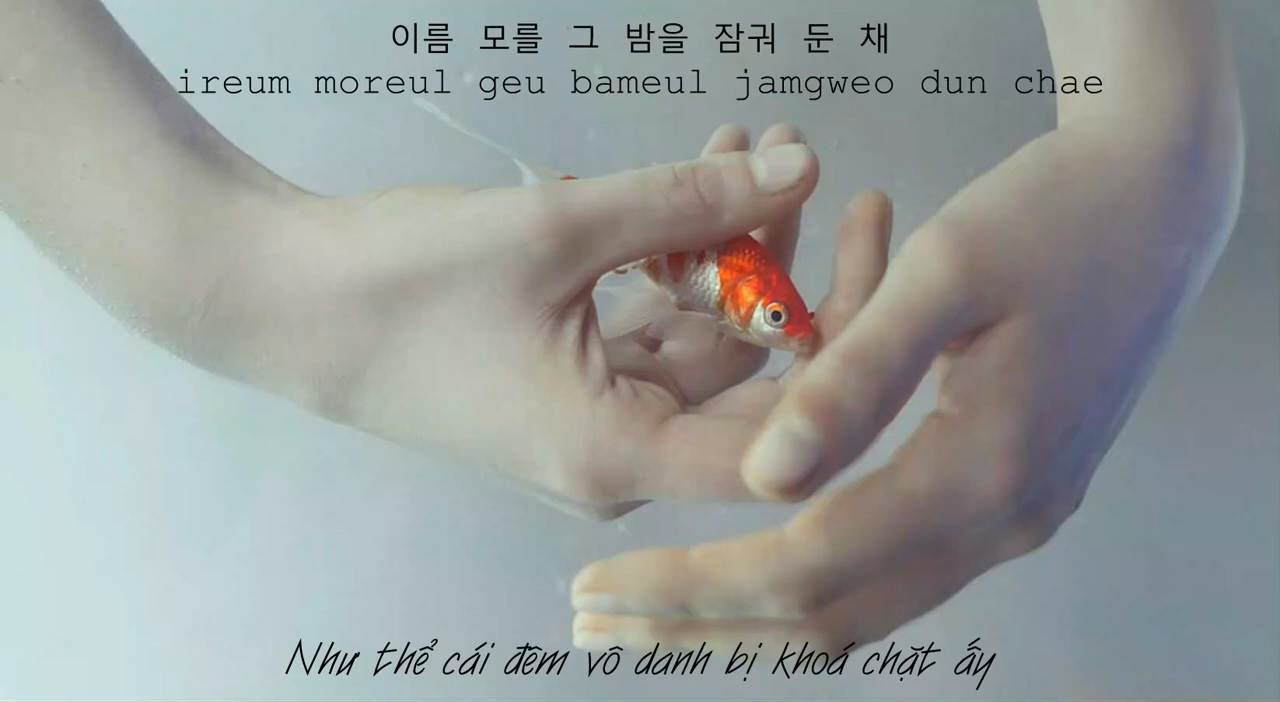 이름 모를 그 밤을 잠궈 둔 채
ireum moreul geu bameul jamgweo dun chae
Như thể cái đêm vô danh bị khoá chặt ấy